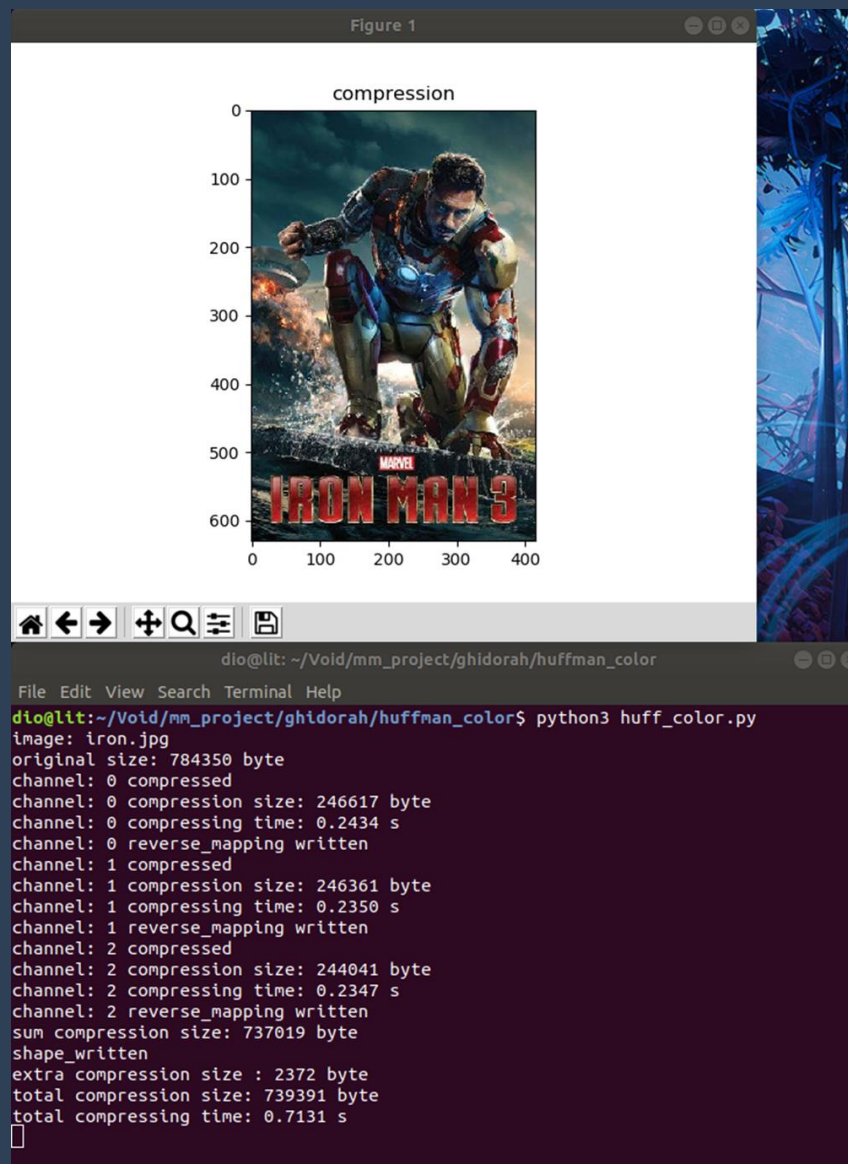 Figure 1
compression
0
100
200
300
400
500
600
MARVEL
IRON MAN 3
0 100 200 300 400
dio@lit: ~/Void/mm_project/ghidorah/huffman_color
File Edit View Search Terminal Help
dio@lit:~/Void/mm_project/ghidorah/huffman_color$ python3 huff_color.py
image: iron.jpg
original size: 784350 byte
channel: 0 compressed
channel: 0 compression size: 246617 byte
channel: 0 compressing time: 0.2434 s
channel: 0 reverse_mapping written
channel: 1 compressed
channel: 1 compression size: 246361 byte
channel: 1 compressing time: 0.2350 s
channel: 1 reverse_mapping written
channel: 2 compressed
channel: 2 compression size: 244041 byte
channel: 2 compressing time: 0.2347 s
channel: 2 reverse_mapping written
sum compression size: 737019 byte
shape_written
extra compression size : 2372 byte
total compression size: 739391 byte
total compressing time: 0.7131 s